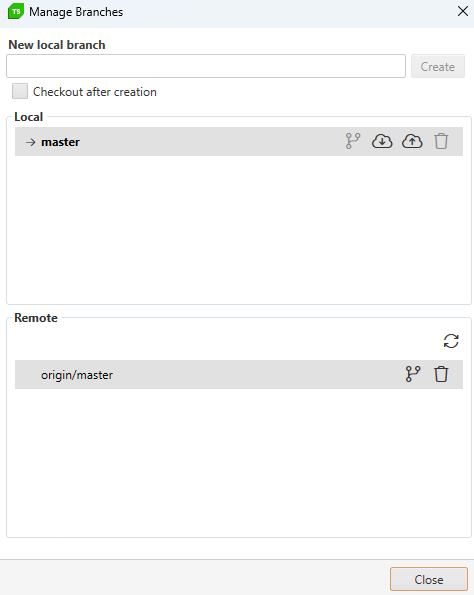 TS Manage Branches
New local branch
Create
Checkout after creation
Local
master
Remote
origin/master
Close